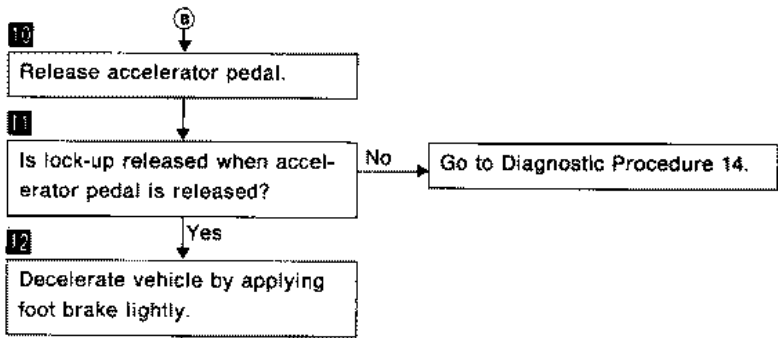 B
10
Release accelerator pedal.
11
Is lock-up released when accel-
erator pedal is released?
No
Go to Diagnostic Procedure 14.
Yes
12
Decelerate vehicle by applying
foot brake lightly.